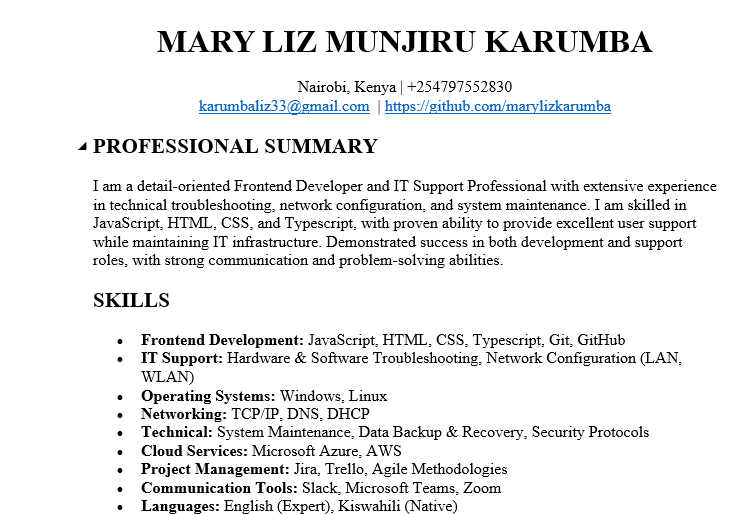 MARY LIZ MUNJIRU KARUMBA
Nairobi, Kenya | +254797552830
karumbaliz33@gmail.com | https://github.com/marylizkarumba
PROFESSIONAL SUMMARY
I am a detail-oriented Frontend Developer and IT Support Professional with extensive experience
in technical troubleshooting, network configuration, and system maintenance. I am skilled in
JavaScript, HTML, CSS, and Typescript, with proven ability to provide excellent user support
while maintaining IT infrastructure. Demonstrated success in both development and support
roles, with strong communication and problem-solving abilities.
SKILLS
• Frontend Development: JavaScript, HTML, CSS, Typescript, Git, GitHub
• IT Support: Hardware & Software Troubleshooting, Network Configuration (LAN,
WLAN)
• Operating Systems: Windows, Linux
• Networking: TCP/IP, DNS, DHCP
• Technical: System Maintenance, Data Backup & Recovery, Security Protocols
• Cloud Services: Microsoft Azure, AWS
• Project Management: Jira, Trello, Agile Methodologies
• Communication Tools: Slack, Microsoft Teams, Zoom
• Languages: English (Expert), Kiswahili (Native)